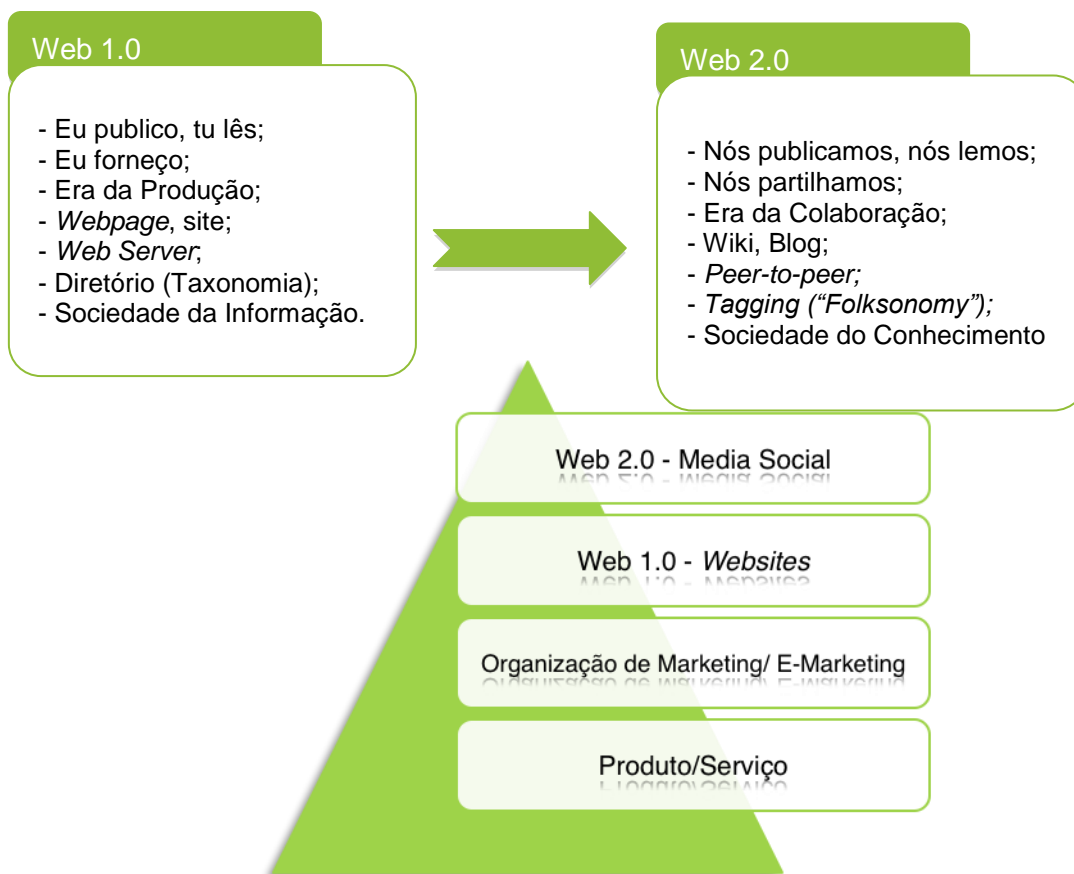 Web 1.0
- Eu publico, tu lês;
- Eu forneço;
- Era da Produção;
- Webpage, site;
- Web Server;
- Diretório (Taxonomia);
- Sociedade da Informação.
Web 2.0
- Nós publicamos, nós lemos;
- Nós partilhamos;
- Era da Colaboração;
- Wiki, Blog;
- Peer-to-peer;
- Tagging (“Folksonomy”);
- Sociedade do Conhecimento
Web 2.0 - Media Social
Web 1.0 - Websites
Organização de Marketing/ E-Marketing
Produto/Serviço